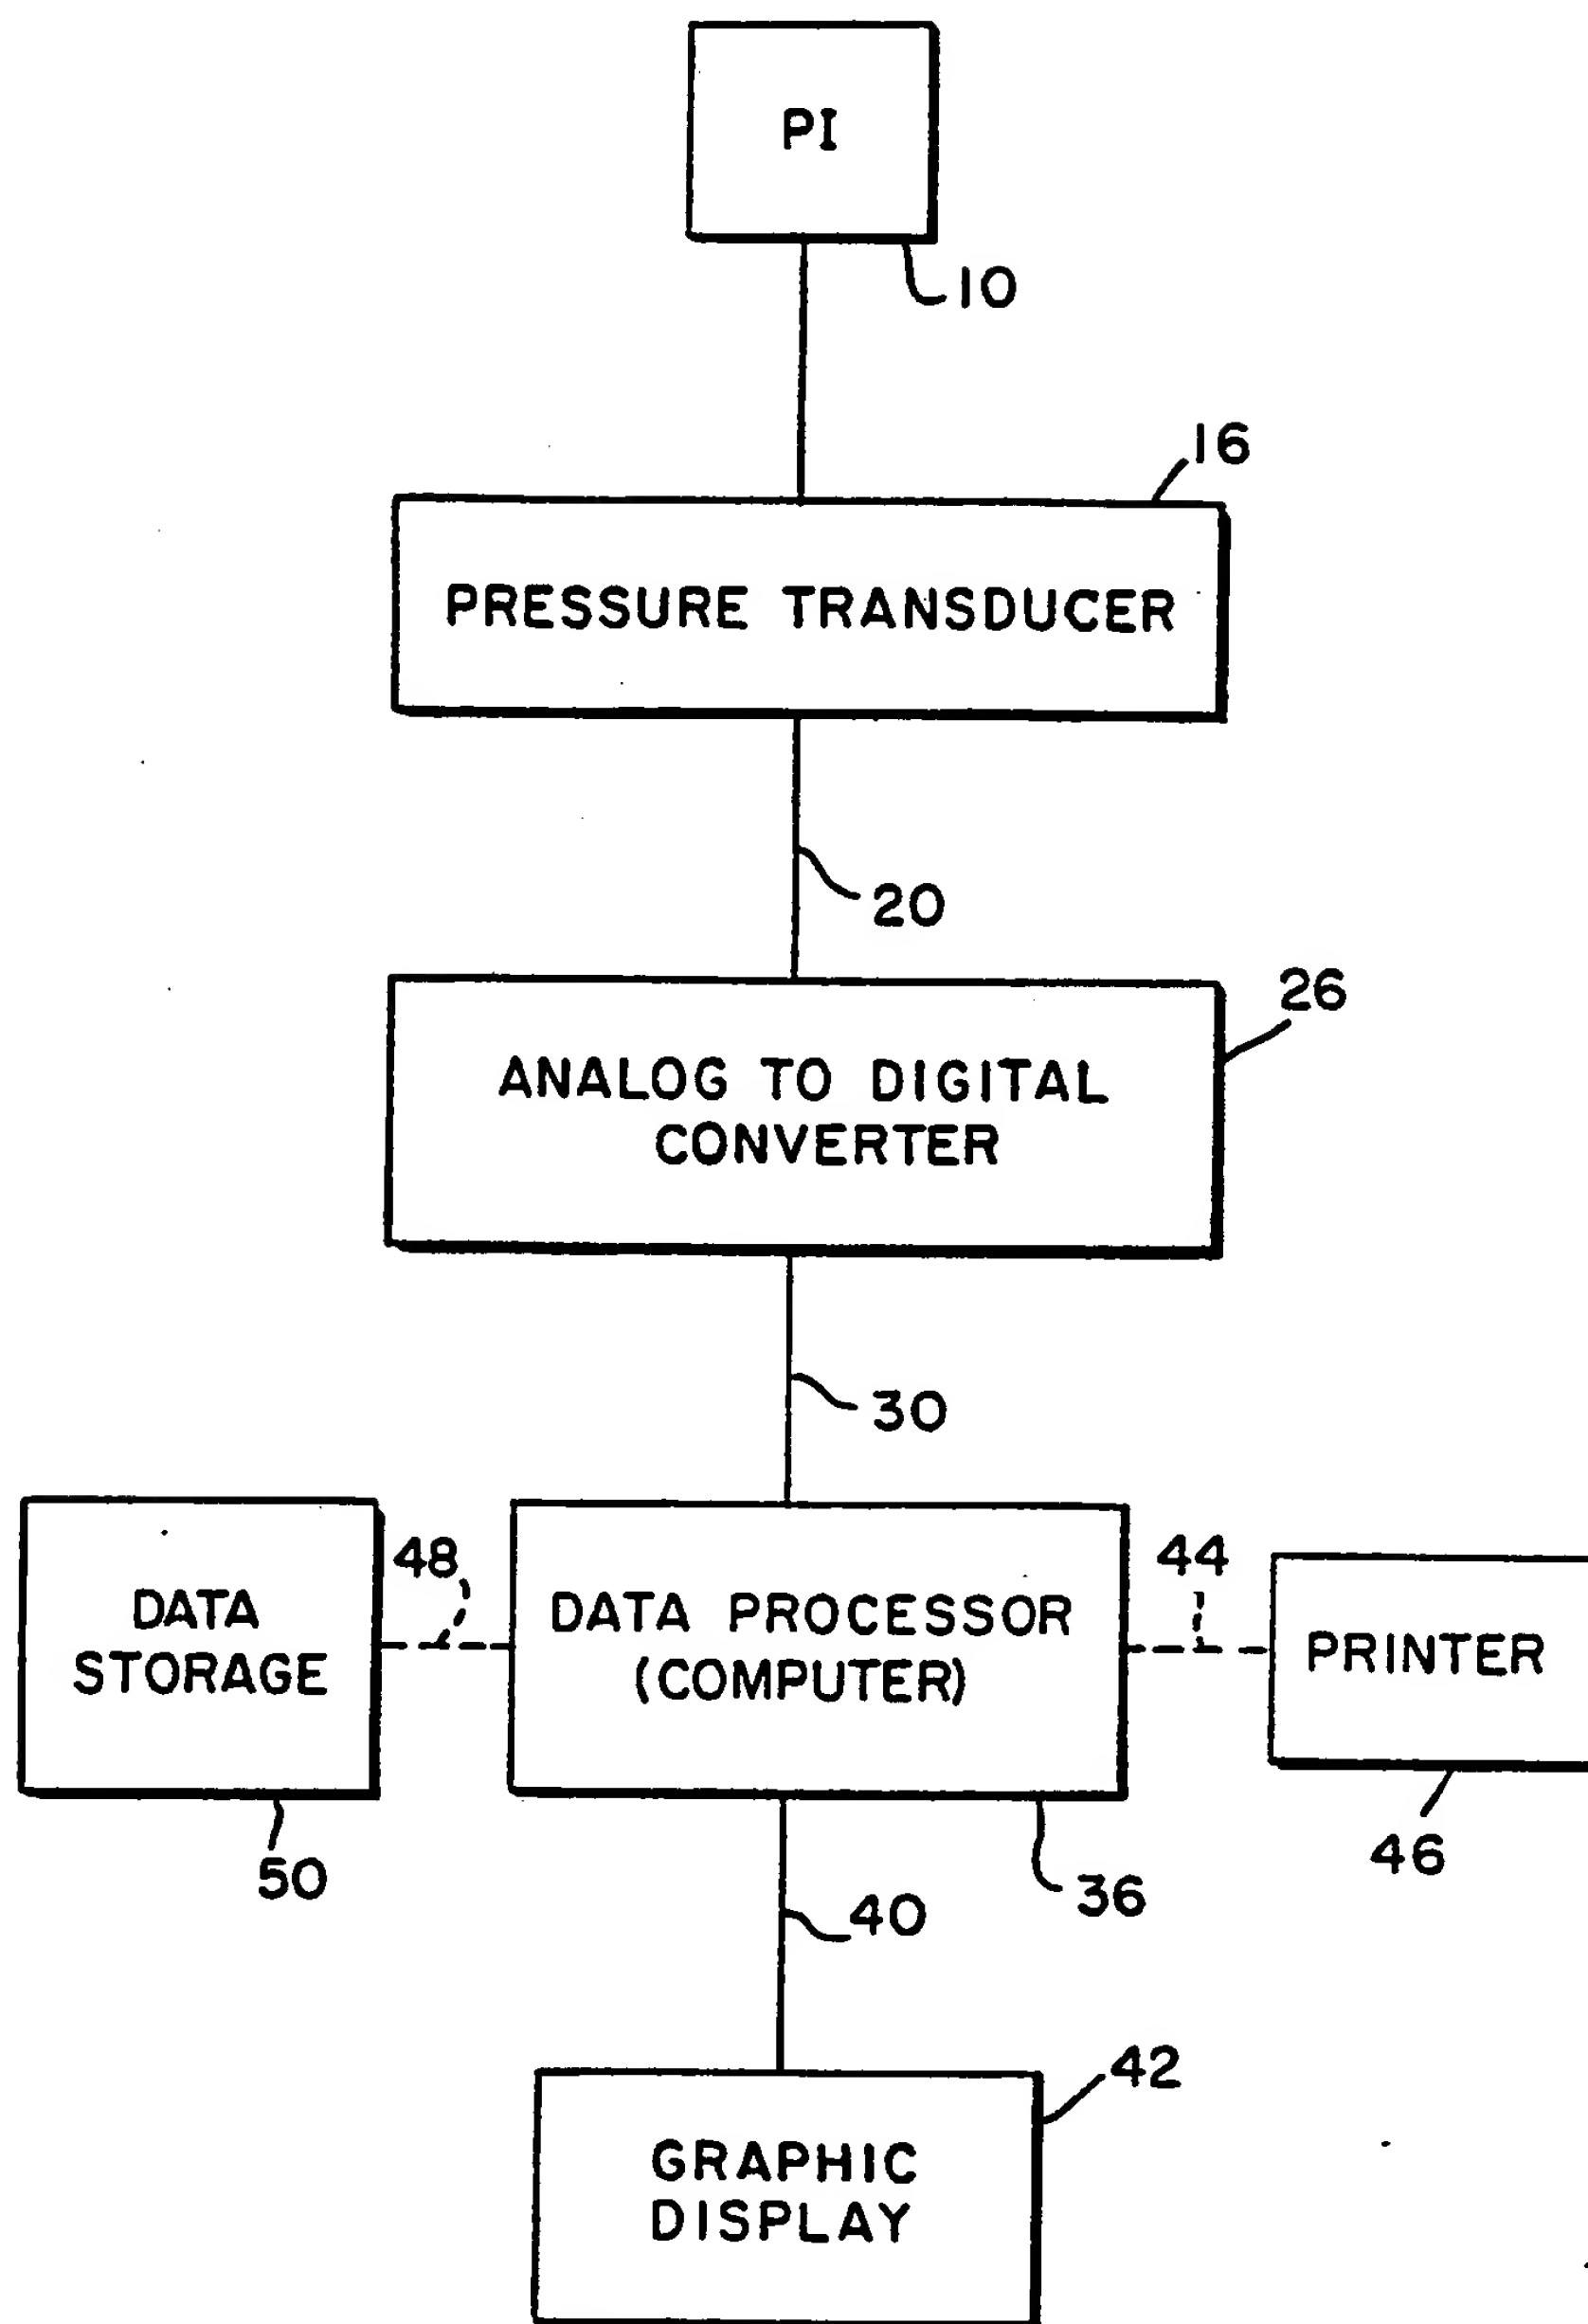 PI
10
16
PRESSURE TRANSDUCER
20
26
ANALOG TO DIGITAL
CONVERTER
30
48
44
DATA
STORAGE
DATA PROCESSOR
(COMPUTER)
PRINTER
50
36
46
40
42
GRAPHIC
DISPLAY